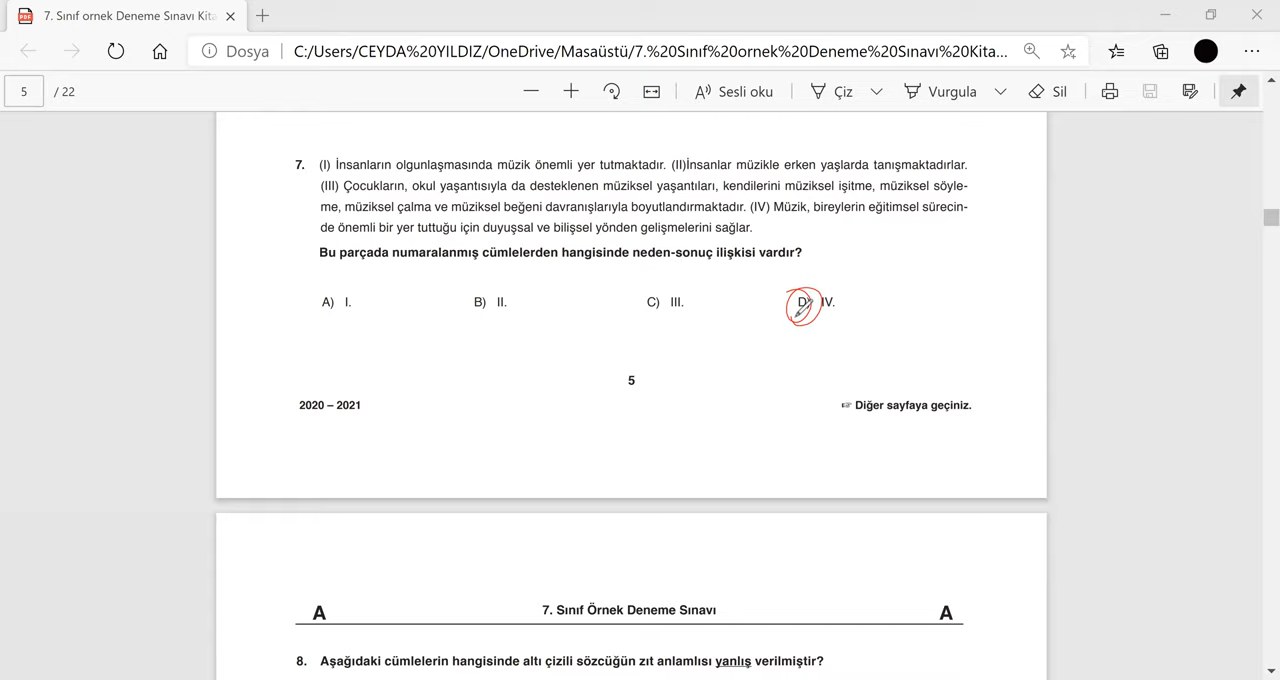 7. Sınıf ornek Deneme Sınavı Kita
Dosya C:/Users/CEYDA%20YILDIZ/OneDrive/Masaüstü/7.%20Sınıf%20ornek%20Deneme%20Sınavı%20Kita...
5 / 22 Sesli oku Çiz Vurgula Sil
7. (I) İnsanların olgunlaşmasında müzik önemli yer tutmaktadır. (II)İnsanlar müzikle erken yaşlarda tanışmaktadırlar.
(III) Çocukların, okul yaşantısıyla da desteklenen müziksel yaşantıları, kendilerini müziksel işitme, müziksel söyle-
me, müziksel çalma ve müziksel beğeni davranışlarıyla boyutlandırmaktadır. (IV) Müzik, bireylerin eğitimsel sürecin-
de önemli bir yer tuttuğu için duyuşsal ve bilişsel yönden gelişmelerini sağlar.
Bu parçada numaralanmış cümlelerden hangisinde neden-sonuç ilişkisi vardır?
A) I. B) II. C) III. D) IV.
5
2020 – 2021 ☞ Diğer sayfaya geçiniz.
A 7. Sınıf Örnek Deneme Sınavı A
8. Aşağıdaki cümlelerin hangisinde altı çizili sözcüğün zıt anlamlısı yanlış verilmiştir?